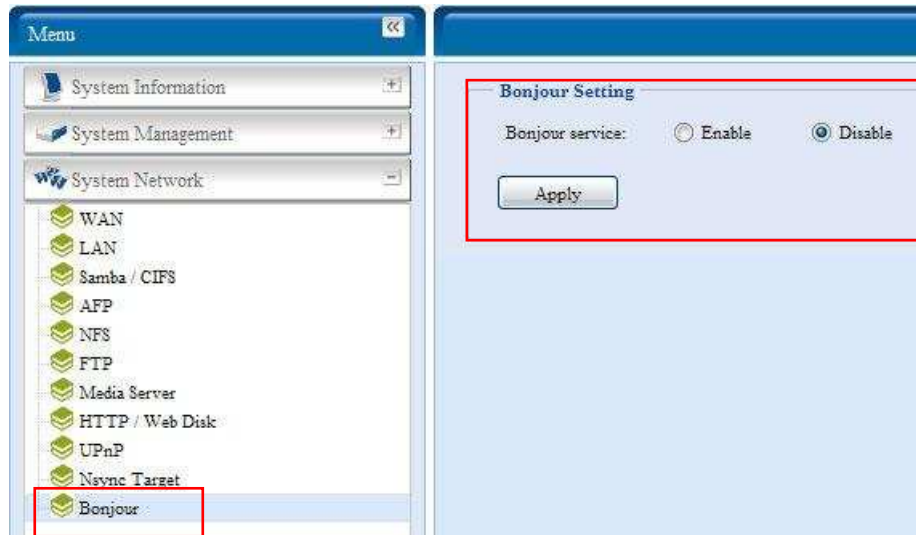 Menu
System Information
System Management
System Network
WAN
LAN
Samba / CIFS
AFP
NFS
FTP
Media Server
HTTP / Web Disk
UPnP
Nsync Target
Bonjour
Bonjour Setting
Bonjour service: Enable Disable
Apply